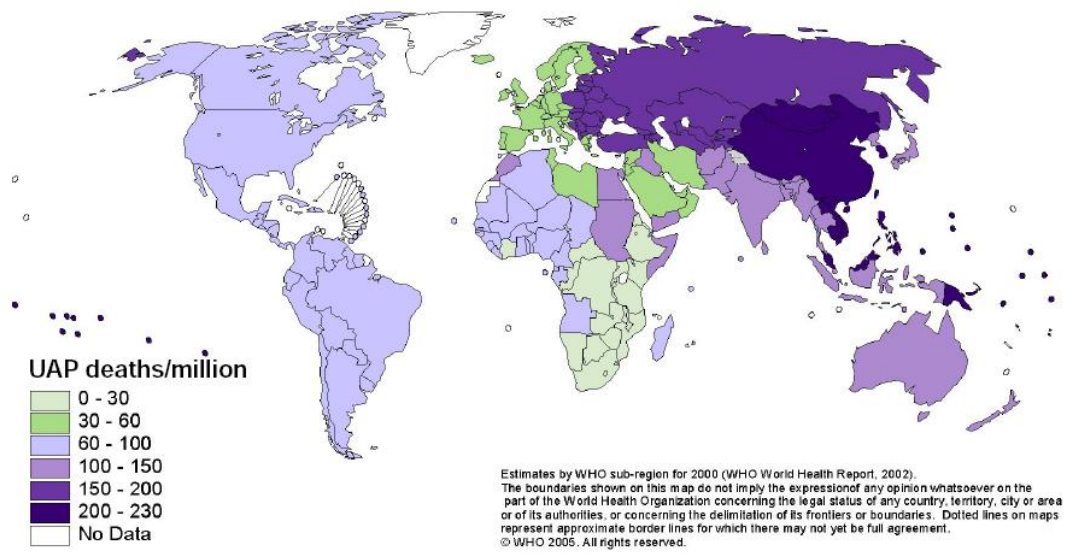 UAP deaths/million
0 - 30
30 - 60
60 - 100
100 - 150
150 - 200
200 - 230
No Data
Estimates by WHO sub-region for 2000 (WHO World Health Report, 2002).
The boundaries shown on this map do not imply the expressionof any opinion whatsoever on the
part of the World Health Organization concerning the legal status of any country, territory, city or area
or of its authorities, or concerning the delimitation of its frontiers or boundaries. Dotted lines on maps
represent approximate border lines for which there may not yet be full agreement.
© WHO 2005. All rights reserved.